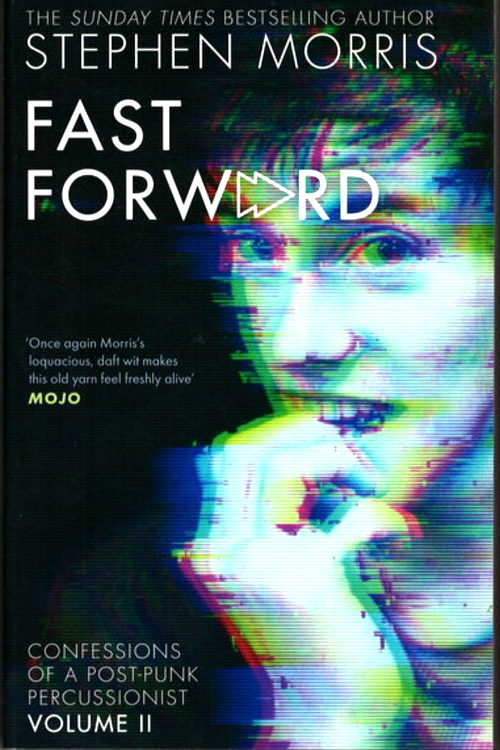 THE SUNDAY TIMES BESTSELLING AUTHOR
STEPHEN MORRIS
FAST
FORWARD
'Once again Morris's
loquacious, daft wit makes
this old yarn feel freshly alive'
MOJO
CONFESSIONS
OF A POST-PUNK
PERCUSSIONIST
VOLUME II